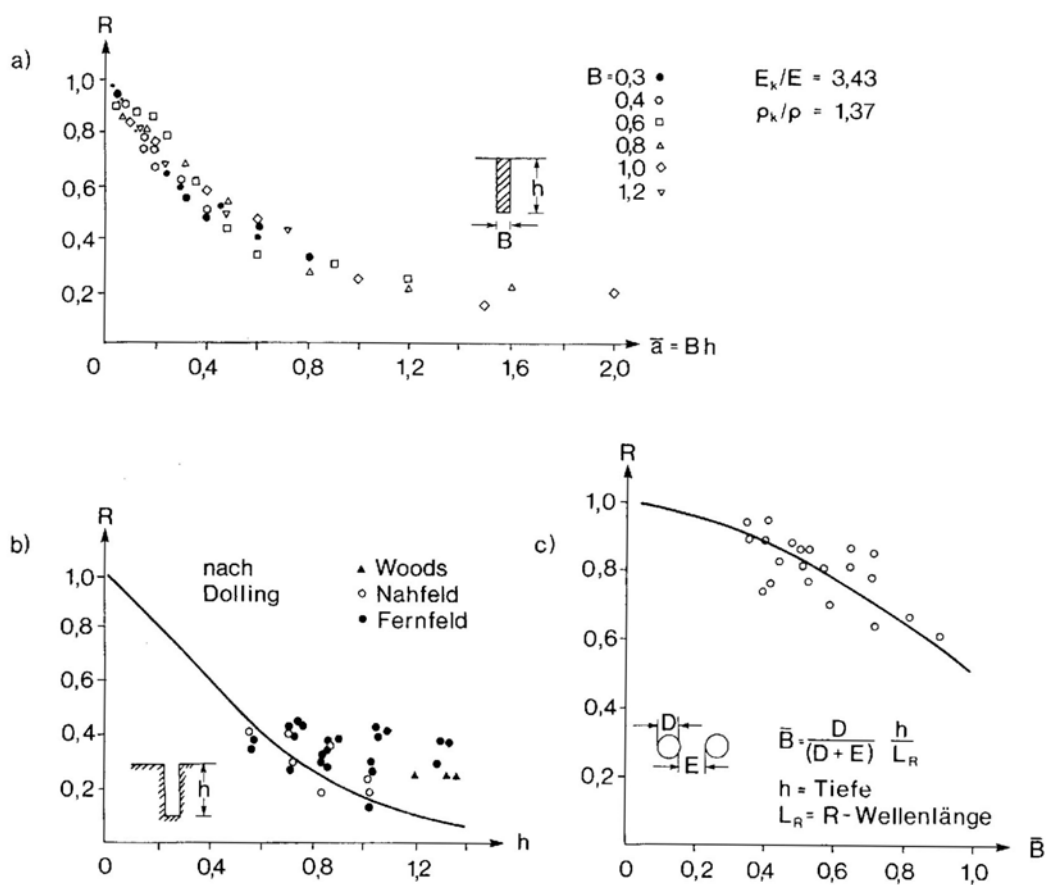 R
a)
1,0
0,8
0,6
0,4
0,2
0
0,4
0,8
1,2
1,6
2,0
a̅ = B h
B = 0,3 ●
0,4 ○
0,6 □
0,8 △
1,0 ◇
1,2 ▽
E_k/E = 3,43
ρ_k/ρ = 1,37
h
B
b)
R
1,0
0,8
0,6
0,4
0,2
0
0,4
0,8
1,2
h
nach
Dolling
▲ Woods
○ Nahfeld
● Fernfeld
h
c)
R
1,0
0,8
0,6
0,4
0,2
0
0,2
0,4
0,6
0,8
1,0
B̅
D
E
B̅ = D/(D + E) h/L_R
h = Tiefe
L_R = R-Wellenlänge